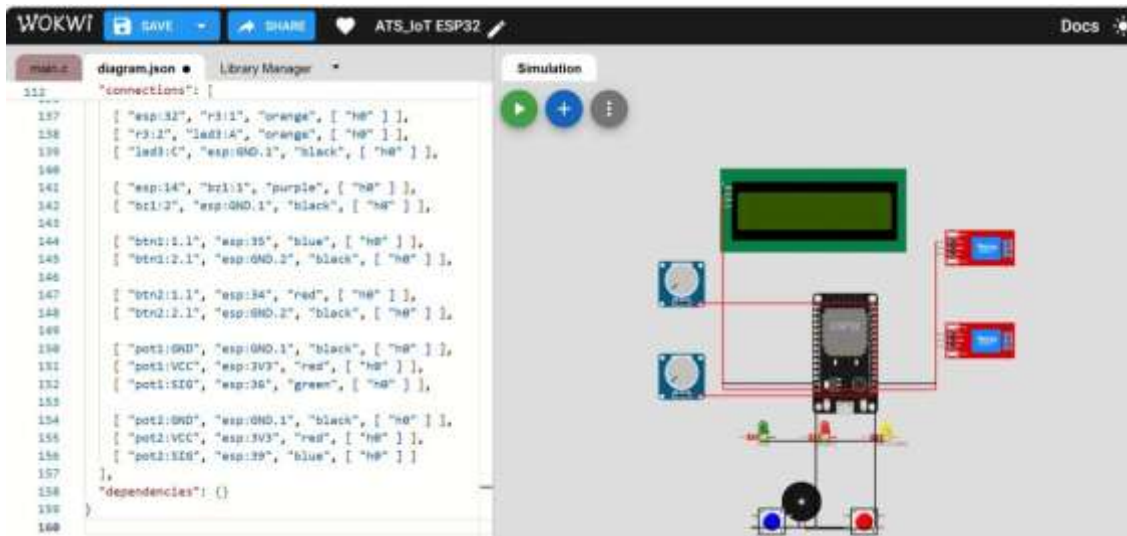 WOKWI SAVE SHARE ATS_IoT ESP32 Docs
main.c diagram.json ● Library Manager
Simulation
112 "connections": [
137 [ "esp:32", "r3:1", "orange", [ "h0" ] ],
138 [ "r3:2", "led3:A", "orange", [ "h0" ] ],
139 [ "led3:C", "esp:GND.1", "black", [ "h0" ] ],
140
141 [ "esp:14", "bz1:1", "purple", [ "h0" ] ],
142 [ "bz1:2", "esp:GND.1", "black", [ "h0" ] ],
143
144 [ "btn1:1.l", "esp:35", "blue", [ "h0" ] ],
145 [ "btn1:2.l", "esp:GND.2", "black", [ "h0" ] ],
146
147 [ "btn2:1.l", "esp:34", "red", [ "h0" ] ],
148 [ "btn2:2.l", "esp:GND.2", "black", [ "h0" ] ],
149
150 [ "pot1:GND", "esp:GND.1", "black", [ "h0" ] ],
151 [ "pot1:VCC", "esp:3V3", "red", [ "h0" ] ],
152 [ "pot1:SIG", "esp:36", "green", [ "h0" ] ],
153
154 [ "pot2:GND", "esp:GND.1", "black", [ "h0" ] ],
155 [ "pot2:VCC", "esp:3V3", "red", [ "h0" ] ],
156 [ "pot2:SIG", "esp:39", "blue", [ "h0" ] ]
157 ],
158 "dependencies": {}
159 }
160